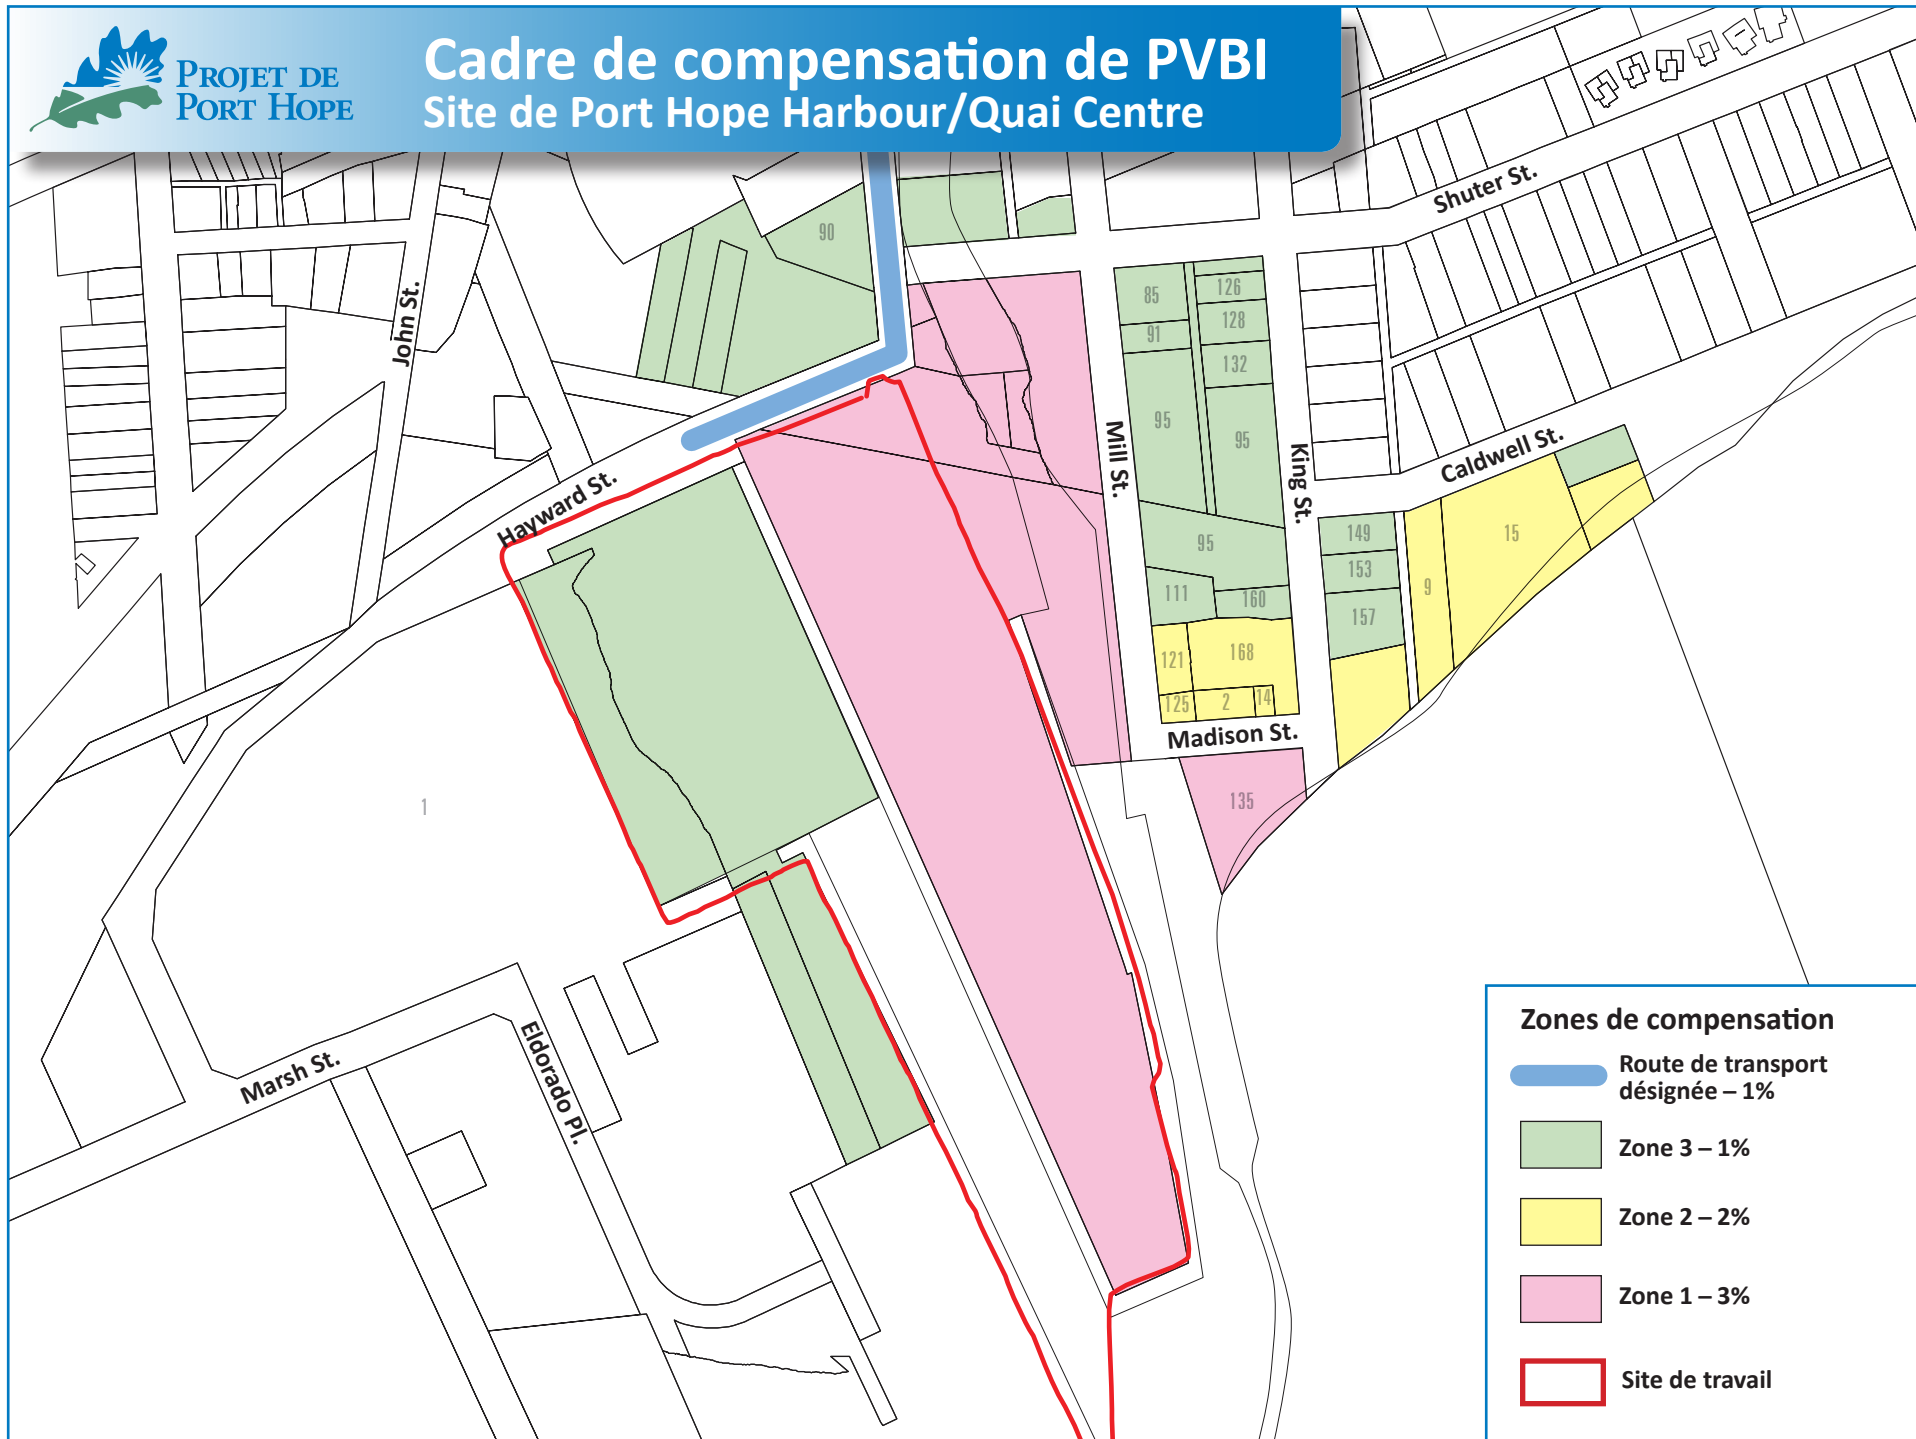 PROJET DE
PORT HOPE
Cadre de compensation de PVBI
Site de Port Hope Harbour/Quai Centre
Shuter St.
90
John St.
85
126
91
128
132
95
95
Mill St.
King St.
Caldwell St.
Hayward St.
95
149
15
153
9
111
160
157
121
168
125
2
14
Madison St.
135
1
Marsh St.
Eldorado Pl.
Zones de compensation
Route de transport
désignée – 1%
Zone 3 – 1%
Zone 2 – 2%
Zone 1 – 3%
Site de travail